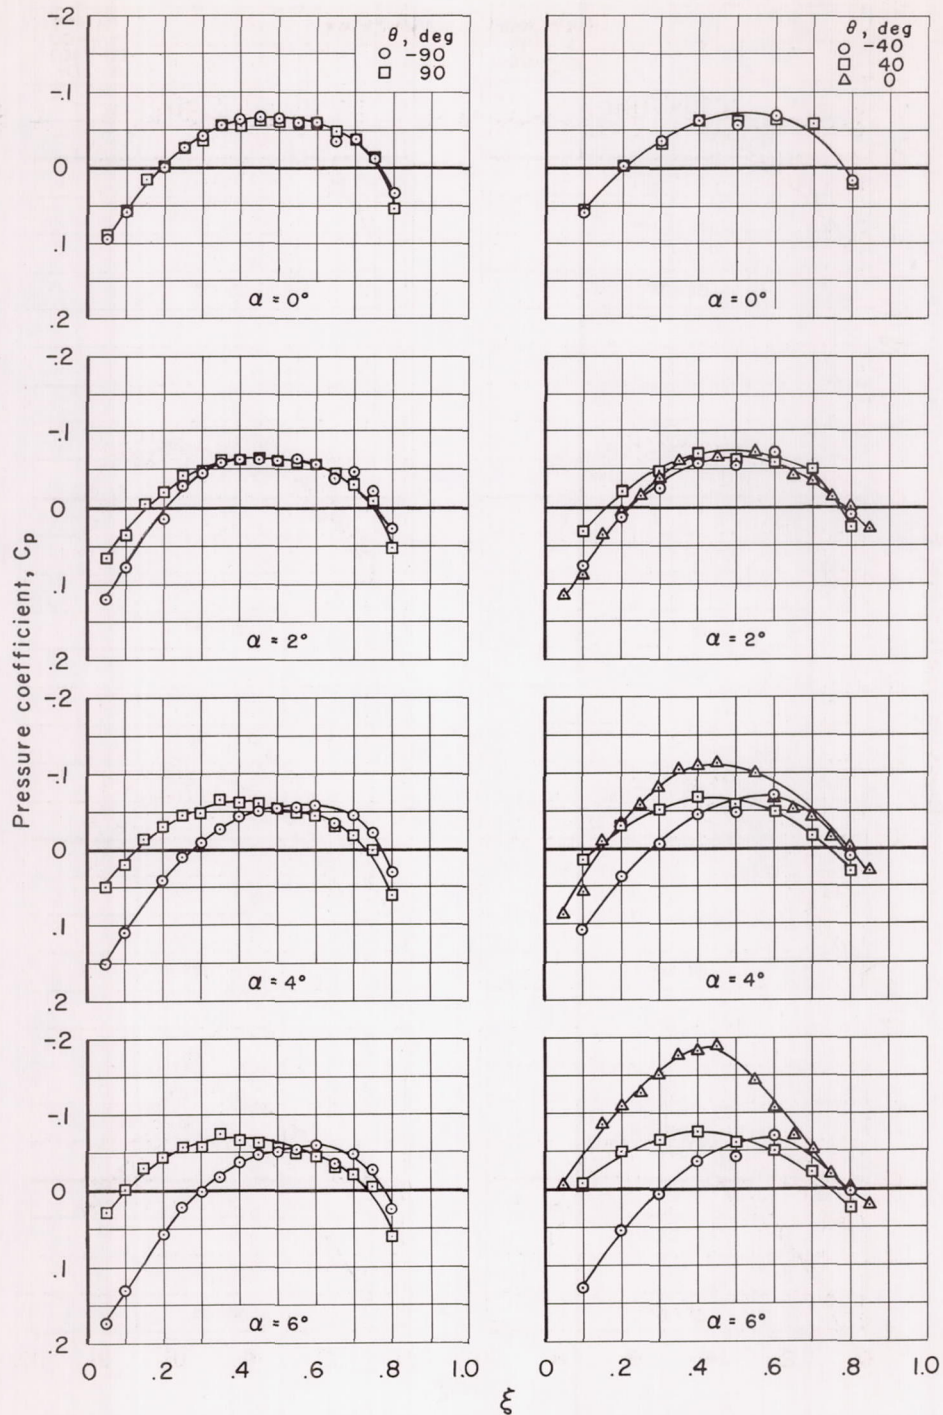 Pressure coefficient, Cp
-.2
-.1
0
.1
.2
θ, deg
-90
90
α = 0°
θ, deg
-40
40
0
α = 0°
-.2
-.1
0
.1
.2
α = 2°
α = 2°
-.2
-.1
0
.1
.2
α = 4°
α = 4°
-.2
-.1
0
.1
.2
α = 6°
α = 6°
0 .2 .4 .6 .8 1.0
0 .2 .4 .6 .8 1.0
ξ